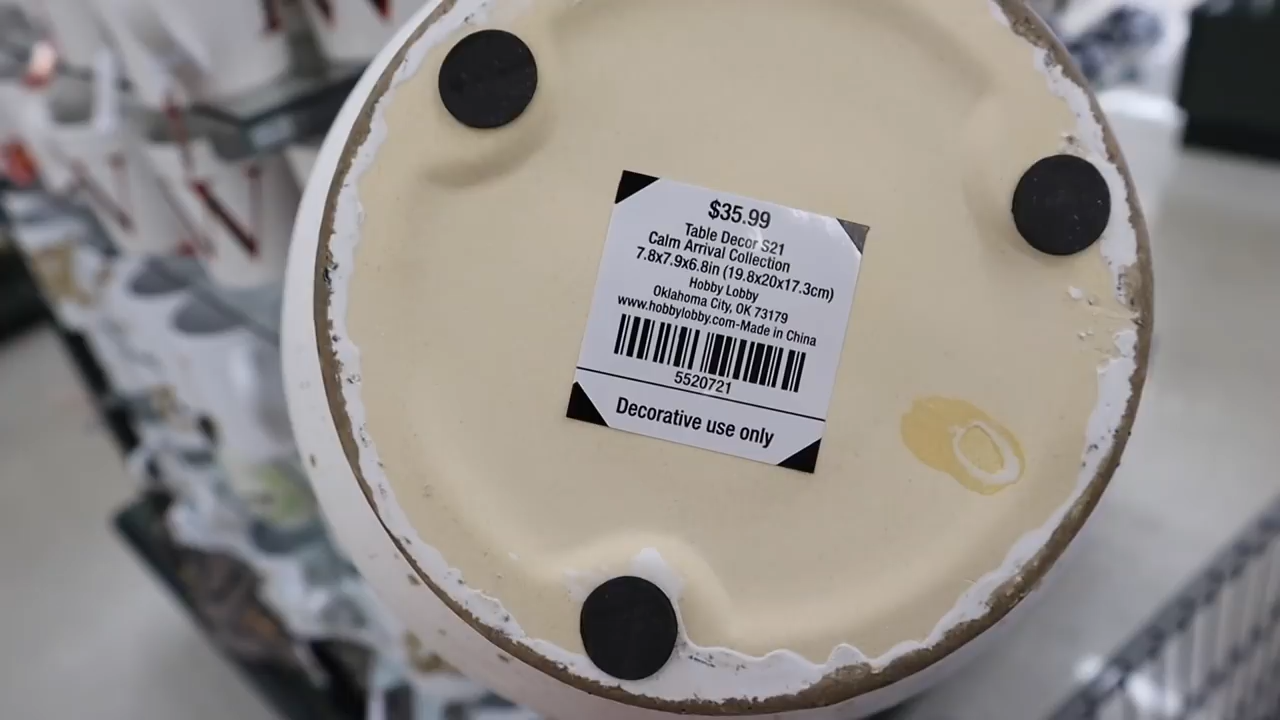 $35.99
Table Decor S21
Calm Arrival Collection
7.8x7.9x6.8in (19.8x20x17.3cm)
Hobby Lobby
Oklahoma City, OK 73179
www.hobbylobby.com-Made in China
5520721
Decorative use only